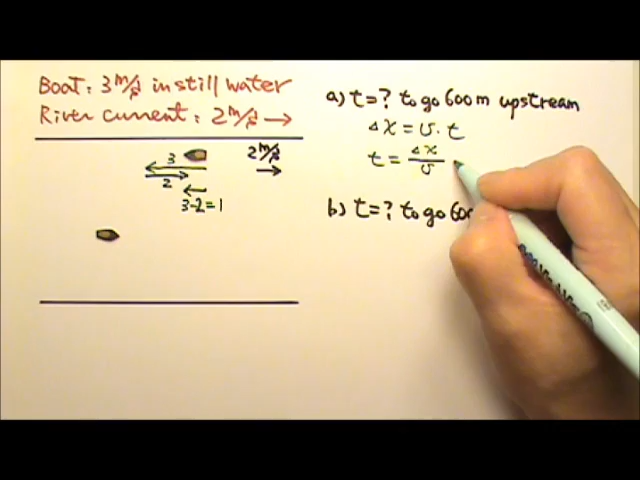 Boat: 3 m/s in still water
River current: 2 m/s →
a) t = ? to go 600 m upstream
Δx = v · t
t = Δx/v
3
2 m/s
2
3-2=1
b) t = ? to go 60